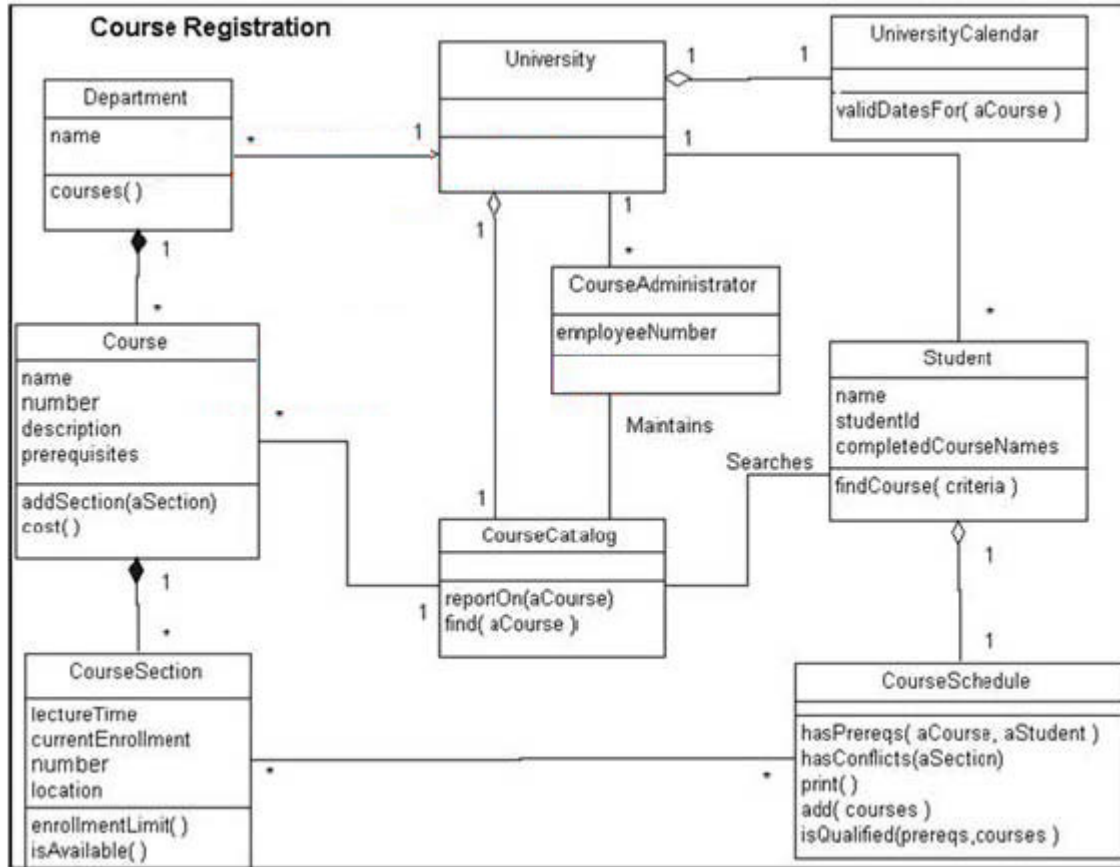 Course Registration
University
UniversityCalendar
validDatesFor( aCourse )
1
1
Department
name
courses( )
*
1
1
1
*
1
1
*
CourseAdministrator
ennployeeNumber
1
*
Course
name
number
description
prerequisites
addSection(aSection)
cost( )
*
Maintains
Searches
Student
name
studentId
completedCourseNames
findCourse( criteria )
1
CourseCatalog
reportOn(aCourse)
find( aCourse )
1
1
*
1
1
CourseSection
lectureTime
currentEnrollment
number
location
enrollmentLimit( )
isAvailable( )
*
*
CourseSchedule
hasPrereqs( aCourse, aStudent )
hasConflicts(aSection)
print( )
add( courses )
isQualified(prereqs,courses )